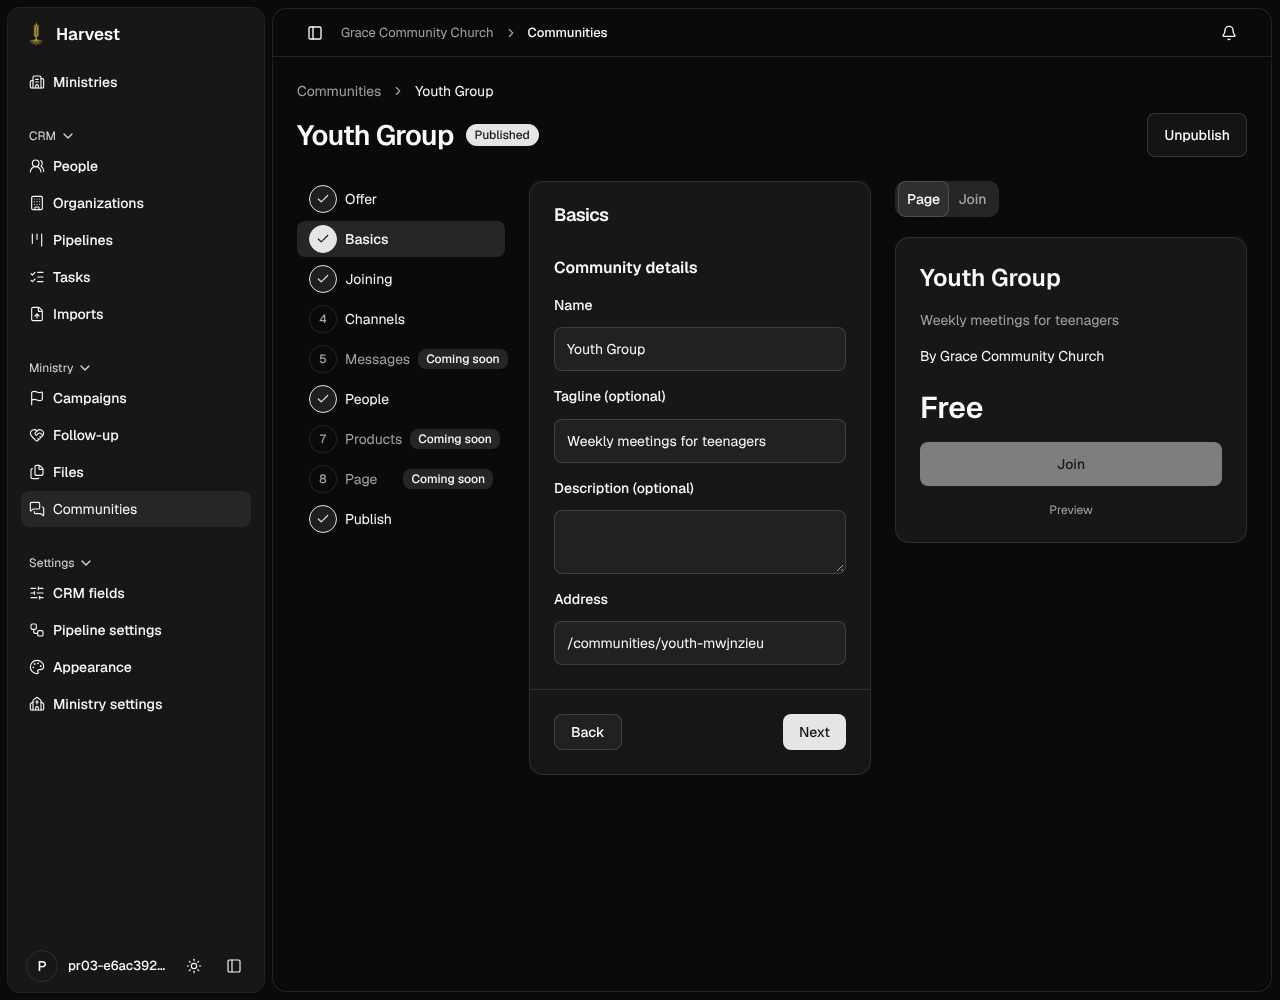 Harvest
Ministries
CRM
People
Organizations
Pipelines
Tasks
Imports
Ministry
Campaigns
Follow-up
Files
Communities
Settings
CRM fields
Pipeline settings
Appearance
Ministry settings
P pr03-e6ac392…
Grace Community Church > Communities
Communities > Youth Group
Youth Group Published
Unpublish
Offer
Basics
Joining
4 Channels
5 Messages Coming soon
People
7 Products Coming soon
8 Page Coming soon
Publish
Basics
Community details
Name
Youth Group
Tagline (optional)
Weekly meetings for teenagers
Description (optional)
Address
/communities/youth-mwjnzieu
Back Next
Page Join
Youth Group
Weekly meetings for teenagers
By Grace Community Church
Free
Join
Preview